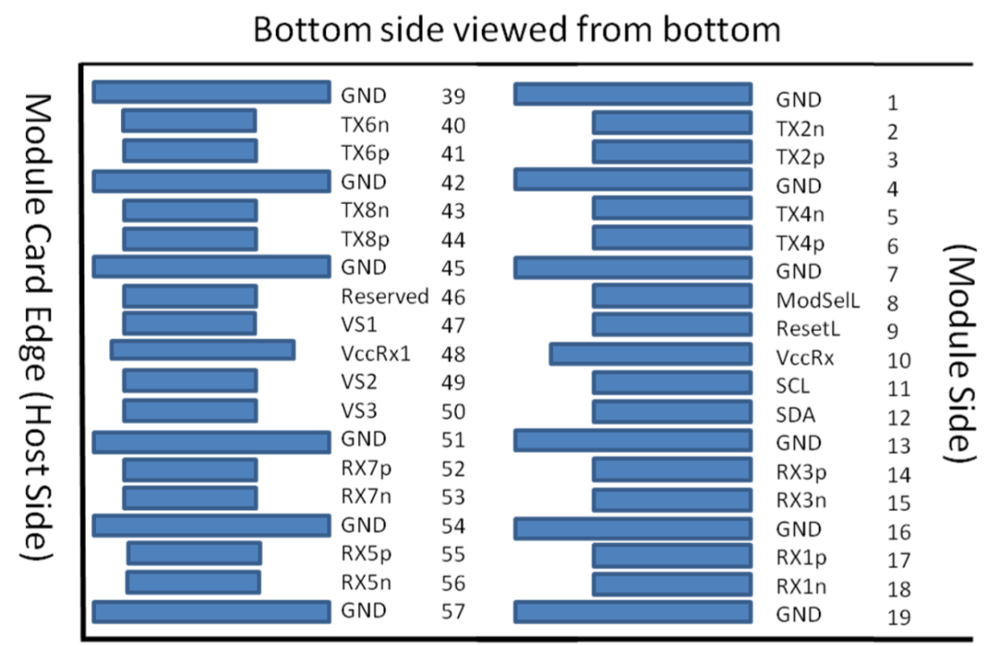 Bottom side viewed from bottom
Module Card Edge (Host Side)
GND 39 GND 1
TX6n 40 TX2n 2
TX6p 41 TX2p 3
GND 42 GND 4
TX8n 43 TX4n 5
TX8p 44 TX4p 6
GND 45 GND 7
Reserved 46 ModSelL 8
VS1 47 ResetL 9
VccRx1 48 VccRx 10
VS2 49 SCL 11
VS3 50 SDA 12
GND 51 GND 13
RX7p 52 RX3p 14
RX7n 53 RX3n 15
GND 54 GND 16
RX5p 55 RX1p 17
RX5n 56 RX1n 18
GND 57 GND 19
(Module Side)